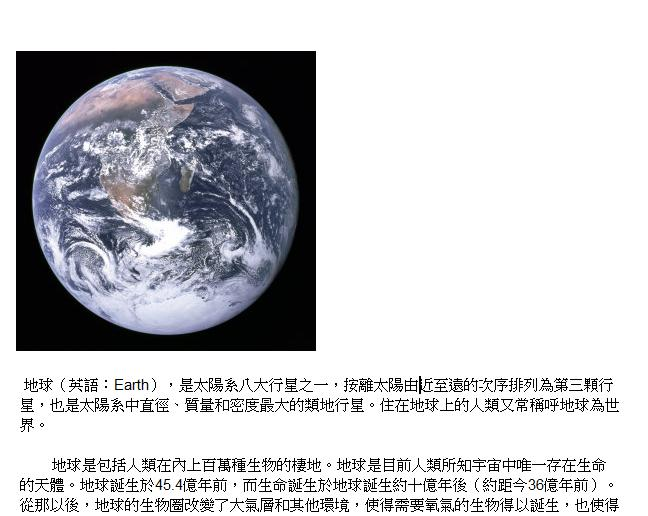 地球（英語：Earth），是太陽系八大行星之一，按離太陽由近至遠的次序排列為第三顆行
星，也是太陽系中直徑、質量和密度最大的類地行星。住在地球上的人類又常稱呼地球為世
界。
地球是包括人類在內上百萬種生物的棲地。地球是目前人類所知宇宙中唯一存在生命
的天體。地球誕生於45.4億年前，而生命誕生於地球誕生約十億年後（約距今36億年前）。
從那以後，地球的生物圈改變了大氣層和其他環境，使得需要氧氣的生物得以誕生，也使得